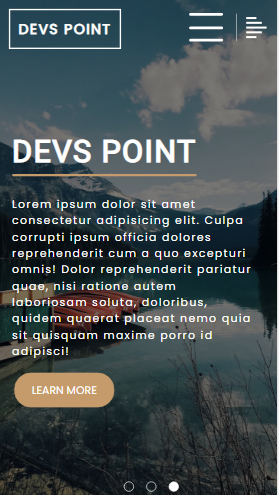 DEVS POINT
DEVS POINT
Lorem ipsum dolor sit amet
consectetur adipisicing elit. Culpa
corrupti ipsum officia dolores
reprehenderit cum a quo excepturi
omnis! Dolor reprehenderit pariatur
quae, nisi ratione autem
laboriosam soluta, doloribus,
quidem quaerat placeat nemo quia
sit quisquam maxime porro id
adipisci!
LEARN MORE